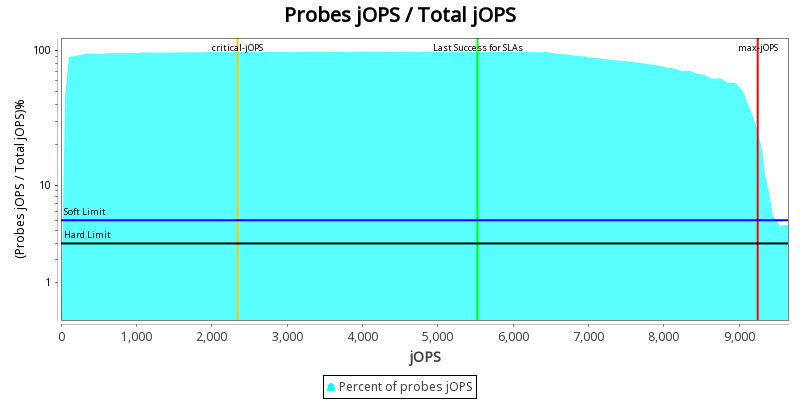 Probes jOPS / Total jOPS
(Probes jOPS / Total jOPS)%
100
10
1
critical-jOPS
Last Success for SLAs
max-jOPS
Soft Limit
Hard Limit
0 1,000 2,000 3,000 4,000 5,000 6,000 7,000 8,000 9,000
jOPS
Percent of probes jOPS